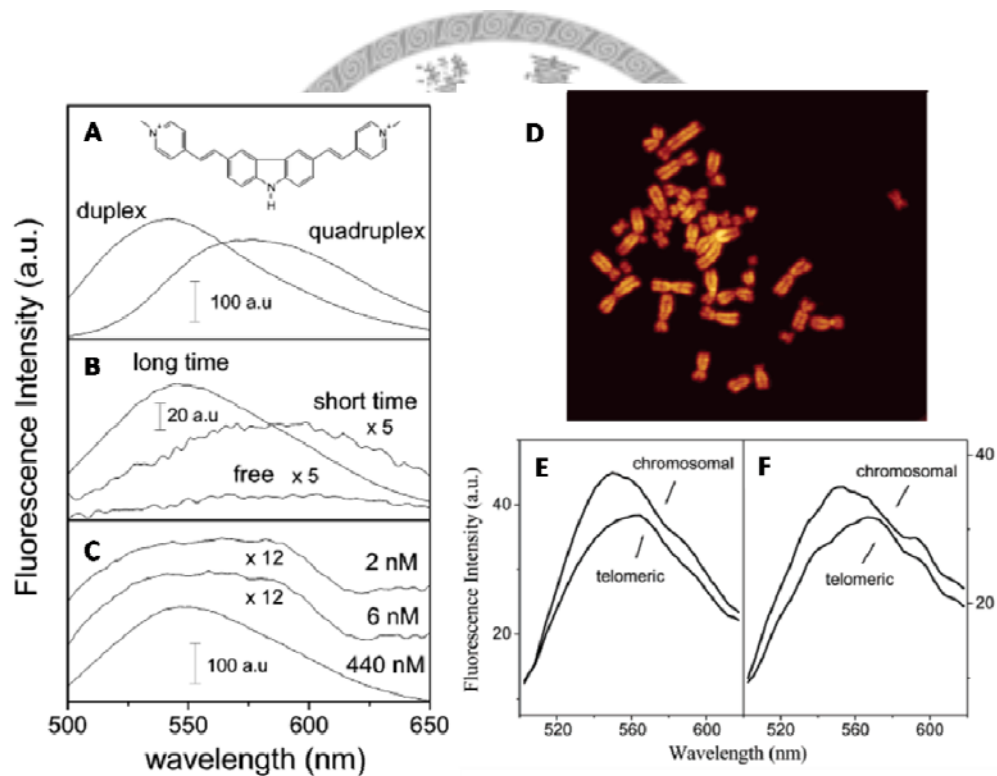 A
N
+
N
+
N
H
duplex
quadruplex
100 a.u
B
long time
20 a.u
short time
x 5
free x 5
C
x 12
2 nM
x 12
6 nM
100 a.u
440 nM
Fluorescence Intensity (a.u.)
500 550 600 650
wavelength (nm)
D
E
chromosomal
telomeric
40
20
Fluorescence Intensity (a.u.)
520 560 600
F
chromosomal
telomeric
40
20
520 560 600
Wavelength (nm)